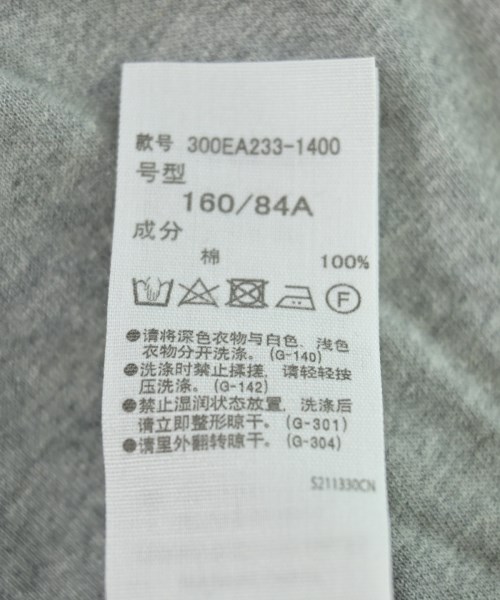 款号 300EA233-1400
号型
160/84A
成分
棉 100%
F
●请将深色衣物与白色、浅色
衣物分开洗涤。(G-140)
●洗涤时禁止揉搓，请轻轻按
压洗涤。(G-142)
●禁止湿润状态放置，洗涤后
请立即整形晾干。(G-301)
●请里外翻转晾干。(G-304)
S211330CN